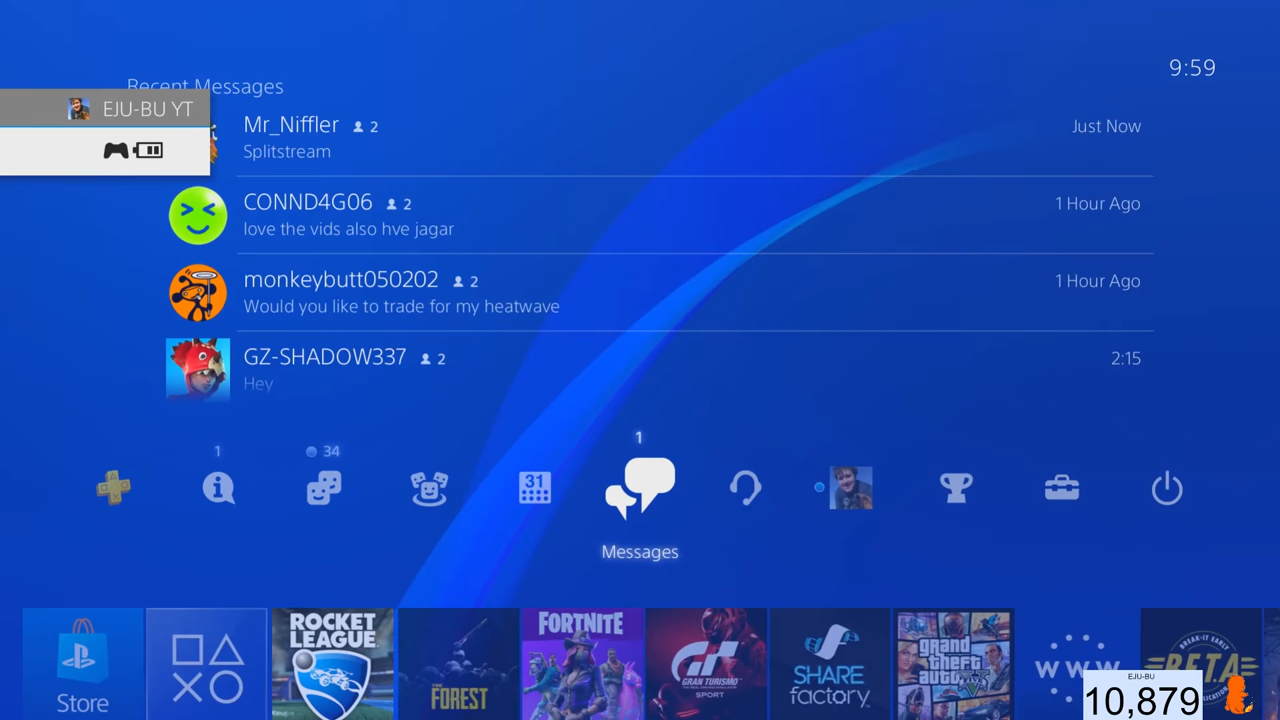 9:59
Recent Messages
EJU-BU YT
Mr_Niffler 2
Just Now
Splitstream
CONND4G06 2
1 Hour Ago
love the vids also hve jagar
monkeybutt050202 2
1 Hour Ago
Would you like to trade for my heatwave
GZ-SHADOW337 2
2:15
Hey
1
34
1
31
Messages
Store
ROCKET
LEAGUE
THE
FOREST
FORTNITE
GRAN TURISMO
SPORT
SHARE
factory
grand
theft
auto
V
WWW
BREAK-IT EARLY
BETA
EJU-BU
10,879